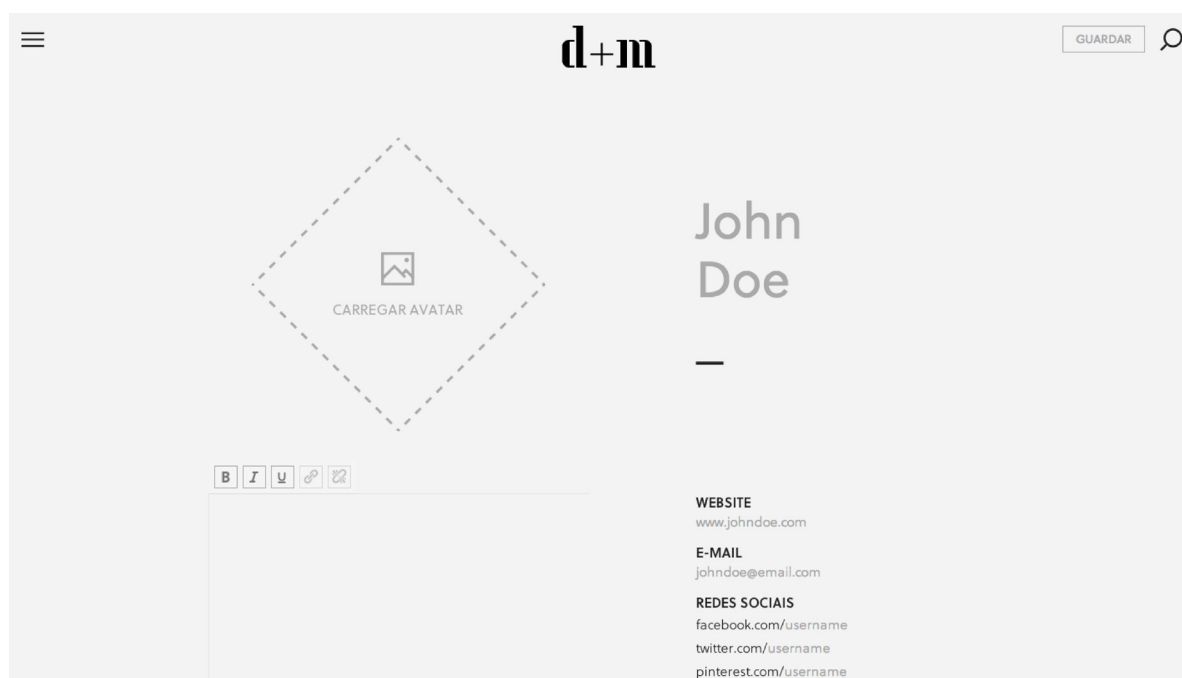 d+m
GUARDAR
John
Doe
CARREGAR AVATAR
B I U
WEBSITE
www.johndoe.com
E-MAIL
johndoe@email.com
REDES SOCIAIS
facebook.com/username
twitter.com/username
pinterest.com/username